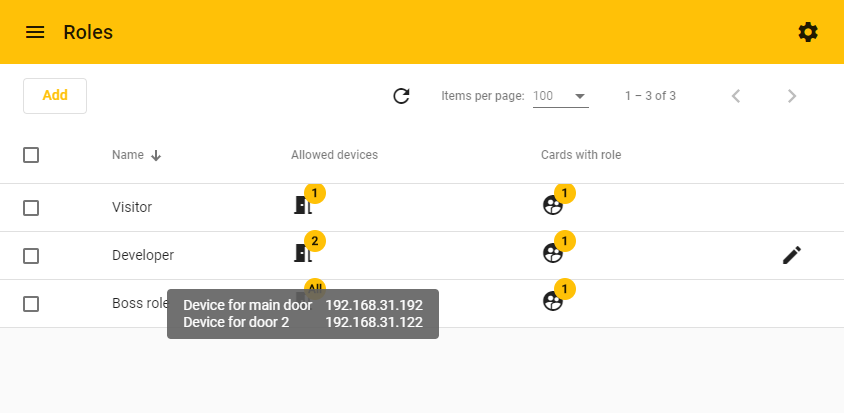 Roles
Add
Items per page: 100 1 – 3 of 3
Name Allowed devices Cards with role
Visitor 1 1
Developer 2 1
Boss role All 1
Device for main door 192.168.31.192
Device for door 2 192.168.31.122